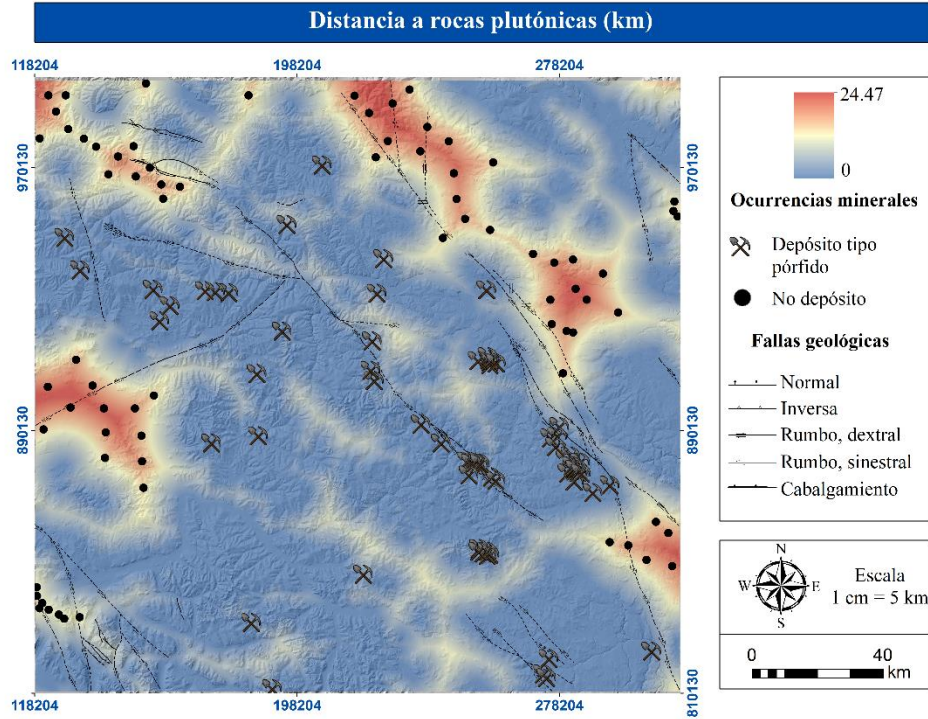 Distancia a rocas plutónicas (km)
118204
198204
278204
970130
970130
890130
890130
810130
118204
198204
278204
24.47
0
Ocurrencias minerales
Depósito tipo
pórfido
No depósito
Fallas geológicas
Normal
Inversa
Rumbo, dextral
Rumbo, sinestral
Cabalgamiento
N
W
E
S
Escala
1 cm = 5 km
0
40
km